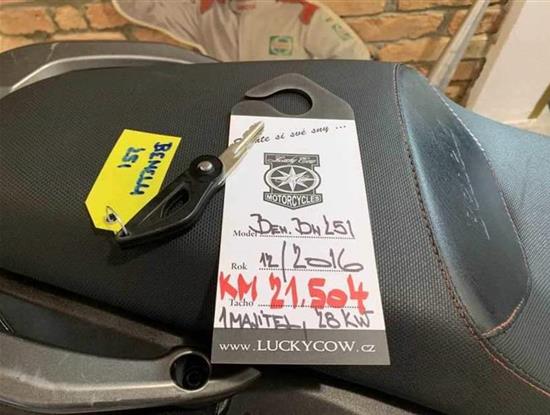 te si své sny ...
Lucky Cow
MOTORCYCLES
Model Ben. BN 251
Rok 12/2016
KM 21.504
Tacho
1 MAJITEL, 28 KW
www.LUCKYCOW.cz
BENELLI
251